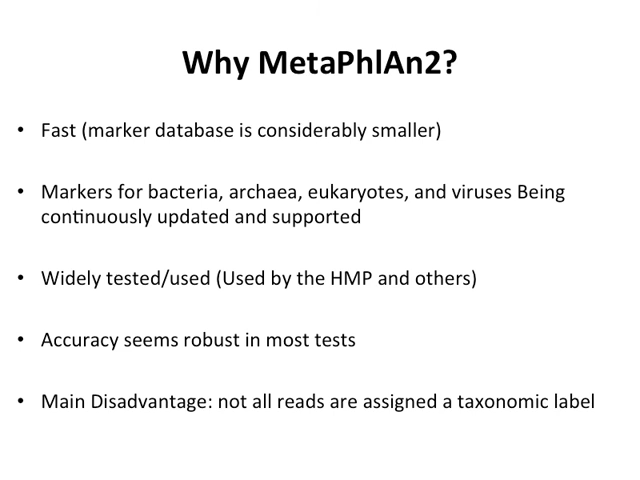 Why MetaPhlAn2?
• Fast (marker database is considerably smaller)
• Markers for bacteria, archaea, eukaryotes, and viruses Being
continuously updated and supported
• Widely tested/used (Used by the HMP and others)
• Accuracy seems robust in most tests
• Main Disadvantage: not all reads are assigned a taxonomic label